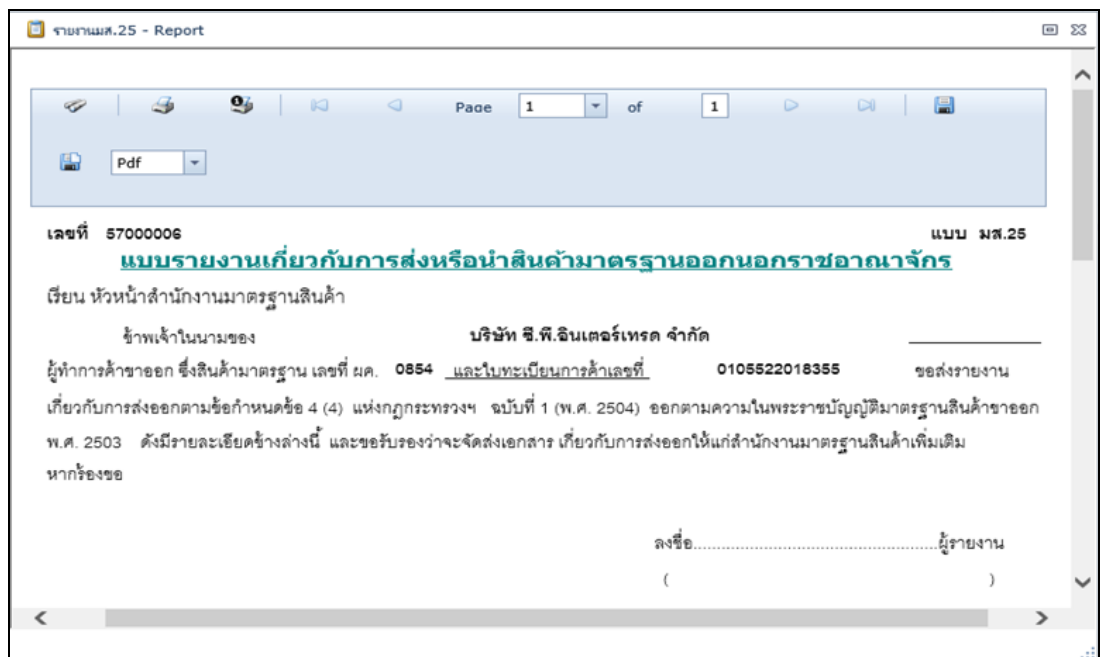 รายงานมส.25 - Report
Page 1 of 1
Pdf
เลขที่ 57000006 แบบ มส.25
แบบรายงานเกี่ยวกับการส่งหรือนำสินค้ามาตรฐานออกนอกราชอาณาจักร
เรียน หัวหน้าสำนักงานมาตรฐานสินค้า
ข้าพเจ้าในนามของ บริษัท ซี.พี.อินเตอร์เทรด จำกัด
ผู้ทำการค้าขาออก ซึ่งสินค้ามาตรฐาน เลขที่ ผค. 0854 และใบทะเบียนการค้าเลขที่ 0105522018355 ขอส่งรายงาน
เกี่ยวกับการส่งออกตามข้อกำหนดข้อ 4 (4) แห่งกฎกระทรวงฯ ฉบับที่ 1 (พ.ศ. 2504) ออกตามความในพระราชบัญญัติมาตรฐานสินค้าขาออก
พ.ศ. 2503 ดังมีรายละเอียดข้างล่างนี้ และขอรับรองว่าจะจัดส่งเอกสาร เกี่ยวกับการส่งออกให้แก่สำนักงานมาตรฐานสินค้าเพิ่มเติม
หากร้องขอ
ลงชื่อ.....................................................ผู้รายงาน
( )